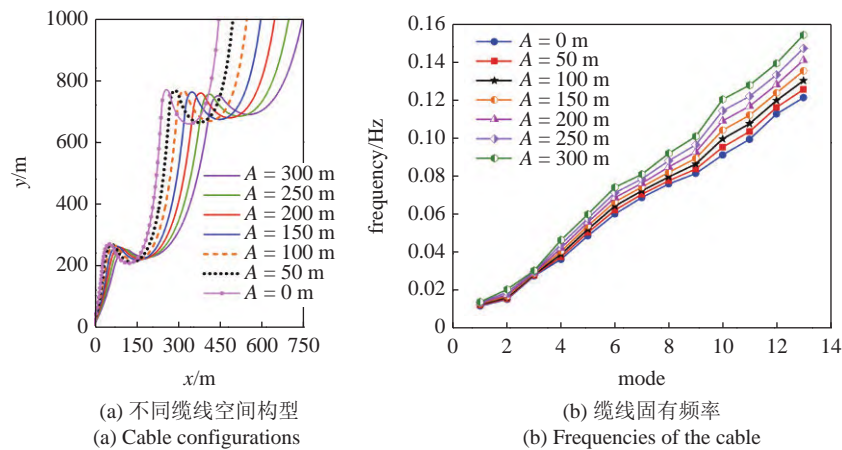 1000
800
600
400
200
0
y/m
A = 300 m
A = 250 m
A = 200 m
A = 150 m
A = 100 m
A = 50 m
A = 0 m
0 150 300 450 600 750
x/m
(a) 不同缆线空间构型
(a) Cable configurations
0.16
0.14
0.12
0.10
0.08
0.06
0.04
0.02
0
frequency/Hz
A = 0 m
A = 50 m
A = 100 m
A = 150 m
A = 200 m
A = 250 m
A = 300 m
0 2 4 6 8 10 12 14
mode
(b) 缆线固有频率
(b) Frequencies of the cable